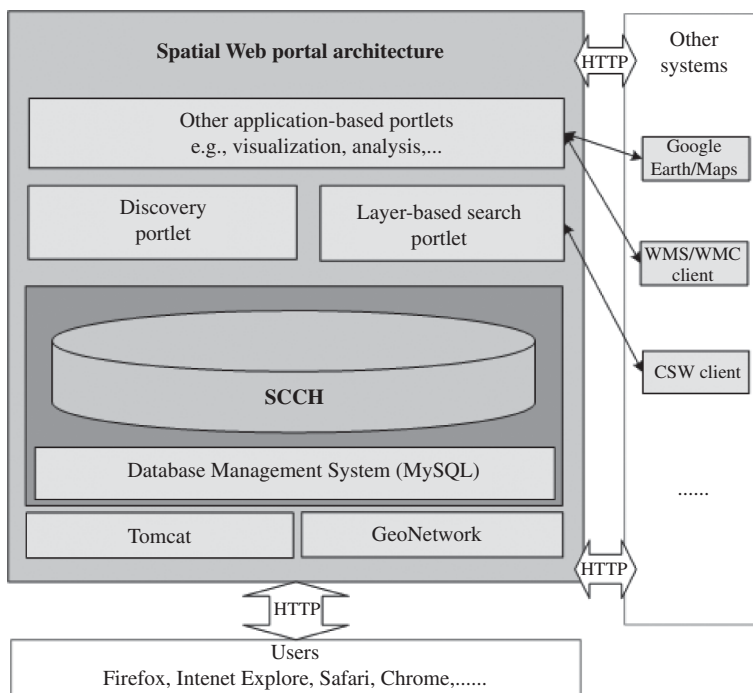 Spatial Web portal architecture
HTTP
Other
systems
Other application-based portlets
e.g., visualization, analysis,...
Google
Earth/Maps
Discovery
portlet
Layer-based search
portlet
WMS/WMC
client
SCCH
CSW client
Database Management System (MySQL)
......
Tomcat
GeoNetwork
HTTP
HTTP
Users
Firefox, Intenet Explore, Safari, Chrome,......